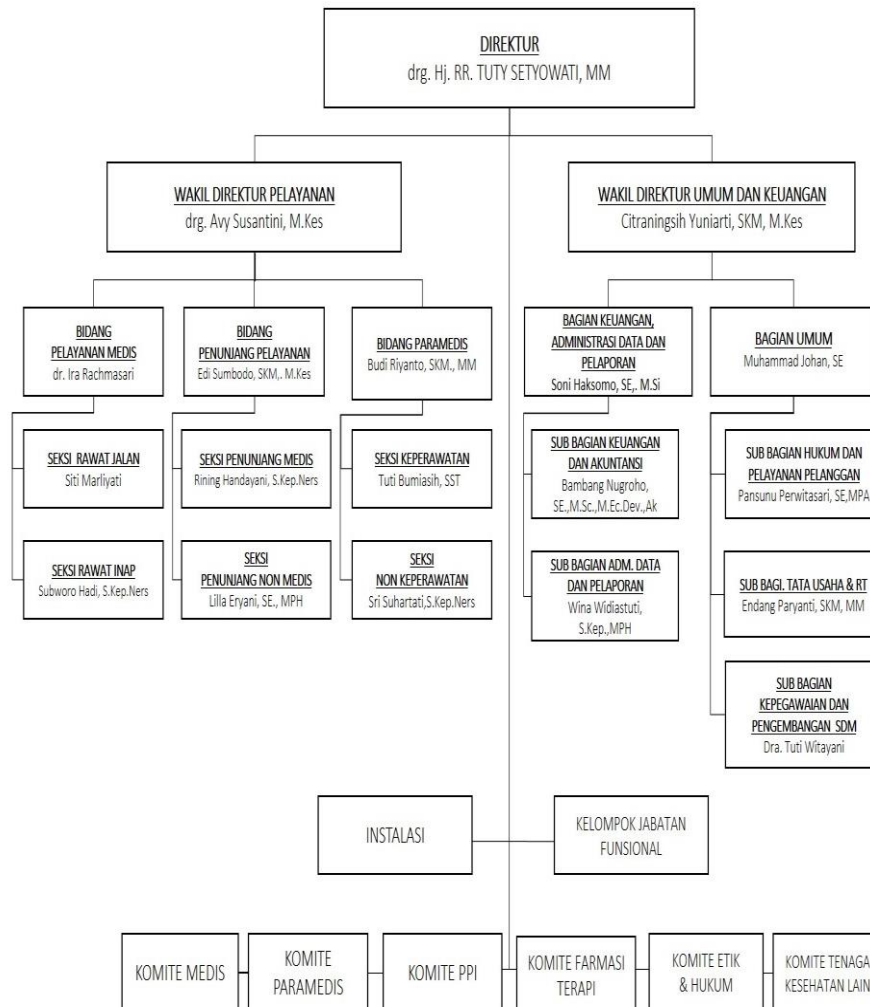 DIREKTUR
drg. Hj. RR. TUTY SETYOWATI, MM
WAKIL DIREKTUR PELAYANAN
drg. Avy Susantini, M.Kes
WAKIL DIREKTUR UMUM DAN KEUANGAN
Citraningsih Yuniarti, SKM, M.Kes
BIDANG
PELAYANAN MEDIS
dr. Ira Rachmasari
BIDANG
PENUNJANG PELAYANAN
Edi Sumbodo, SKM,. M.Kes
BIDANG PARAMEDIS
Budi Riyanto, SKM., MM
BAGIAN KEUANGAN,
ADMINISTRASI DATA DAN
PELAPORAN
Soni Haksomo, SE,. M.Si
BAGIAN UMUM
Muhammad Johan, SE
SEKSI RAWAT JALAN
Siti Marliyati
SEKSI PENUNJANG MEDIS
Rining Handayani, S.Kep.Ners
SEKSI KEPERAWATAN
Tuti Bumiasih, SST
SUB BAGIAN KEUANGAN
DAN AKUNTANSI
Bambang Nugroho,
SE.,M.Sc.,M.Ec.Dev.,Ak
SUB BAGIAN HUKUM DAN
PELAYANAN PELANGGAN
Pansunu Perwitasari, SE,MPA
SEKSI RAWAT INAP
Subworo Hadi, S.Kep.Ners
SEKSI
PENUNJANG NON MEDIS
Lilla Eryani, SE., MPH
SEKSI
NON KEPERAWATAN
Sri Suhartati,S.Kep.Ners
SUB BAGIAN ADM. DATA
DAN PELAPORAN
Wina Widiastuti,
S.Kep.,MPH
SUB BAGI. TATA USAHA & RT
Endang Paryanti, SKM, MM
SUB BAGIAN
KEPEGAWAIAN DAN
PENGEMBANGAN SDM
Dra. Tuti Witayani
INSTALASI
KELOMPOK JABATAN
FUNSIONAL
KOMITE MEDIS
KOMITE
PARAMEDIS
KOMITE PPI
KOMITE FARMASI
TERAPI
KOMITE ETIK
& HUKUM
KOMITE TENAGA
KESEHATAN LAIN